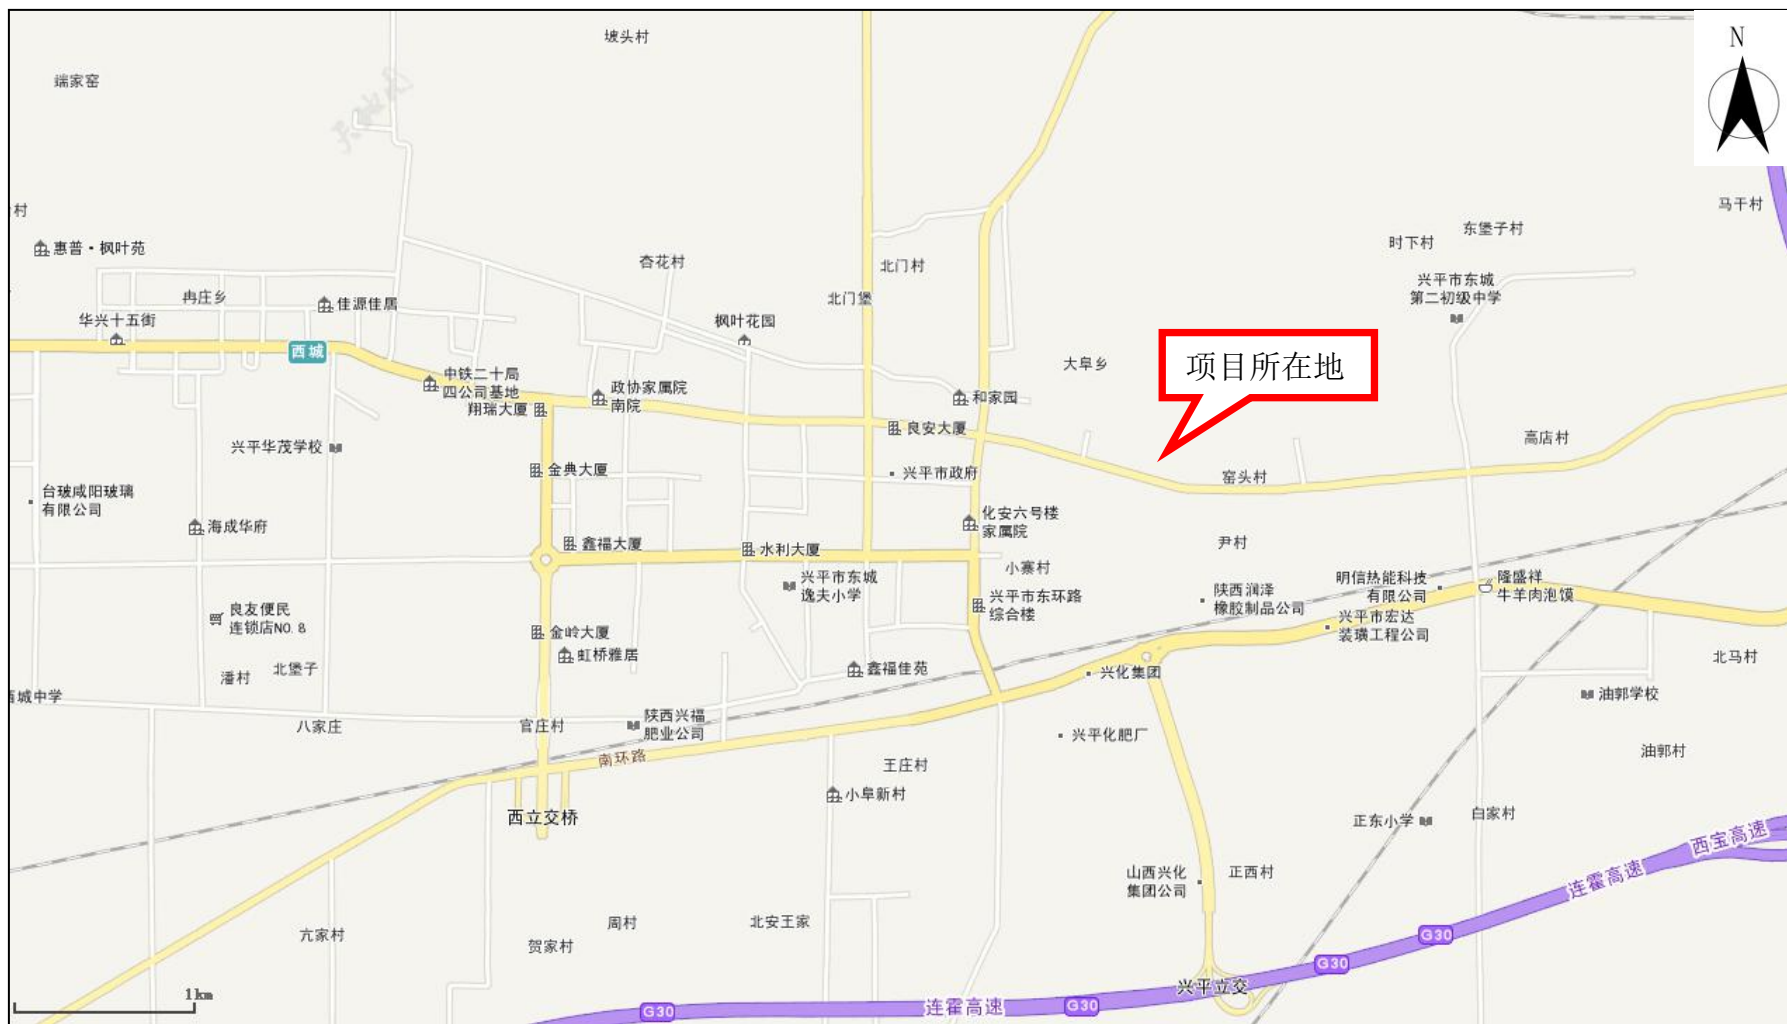 坡头村
N
端家窑
天地图
马干村
村
东堡子村
时下村
惠普·枫叶苑
杏花村
北门村
兴平市东城
第二初级中学
冉庄乡
佳源佳居
北门堡
华兴十五街
枫叶花园
西城
大阜乡
项目所在地
中铁二十局
四公司基地
政协家属院
南院
和家园
翔瑞大厦
良安大厦
高店村
兴平华茂学校
金典大厦
兴平市政府
窑头村
台玻咸阳玻璃
有限公司
海成华府
化安六号楼
家属院
鑫福大厦
水利大厦
尹村
小寨村
兴平市东城
逸夫小学
明信热能科技
有限公司
隆盛祥
牛羊肉泡馍
陕西润泽
橡胶制品公司
兴平市东环路
综合楼
良友便民
连锁店NO.8
兴平市宏达
装璜工程公司
金岭大厦
虹桥雅居
北马村
潘村
北堡子
鑫福佳苑
兴化集团
西城中学
油郭学校
八家庄
官庄村
陕西兴福
肥业公司
兴平化肥厂
油郭村
南环路
王庄村
小阜新村
西立交桥
正东小学
白家村
西宝高速
山西兴化
集团公司
正西村
连霍高速
亢家村
周村
北安王家
贺家村
G30
G30
兴平立交
1km
G30
连霍高速
G30